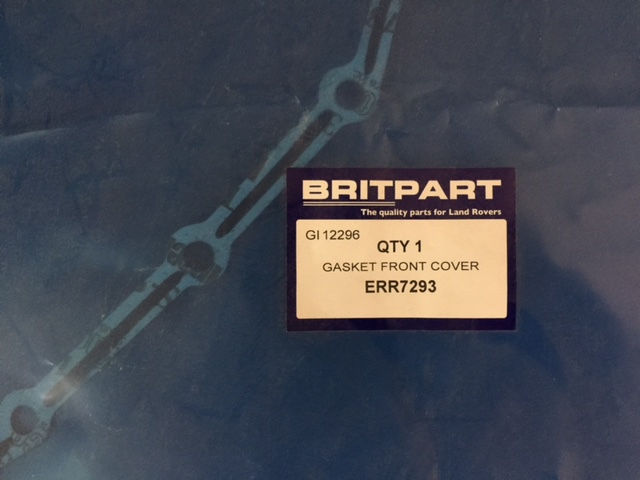 BRITPART
The quality parts for Land Rovers
GI 12296
QTY 1
GASKET FRONT COVER
ERR7293